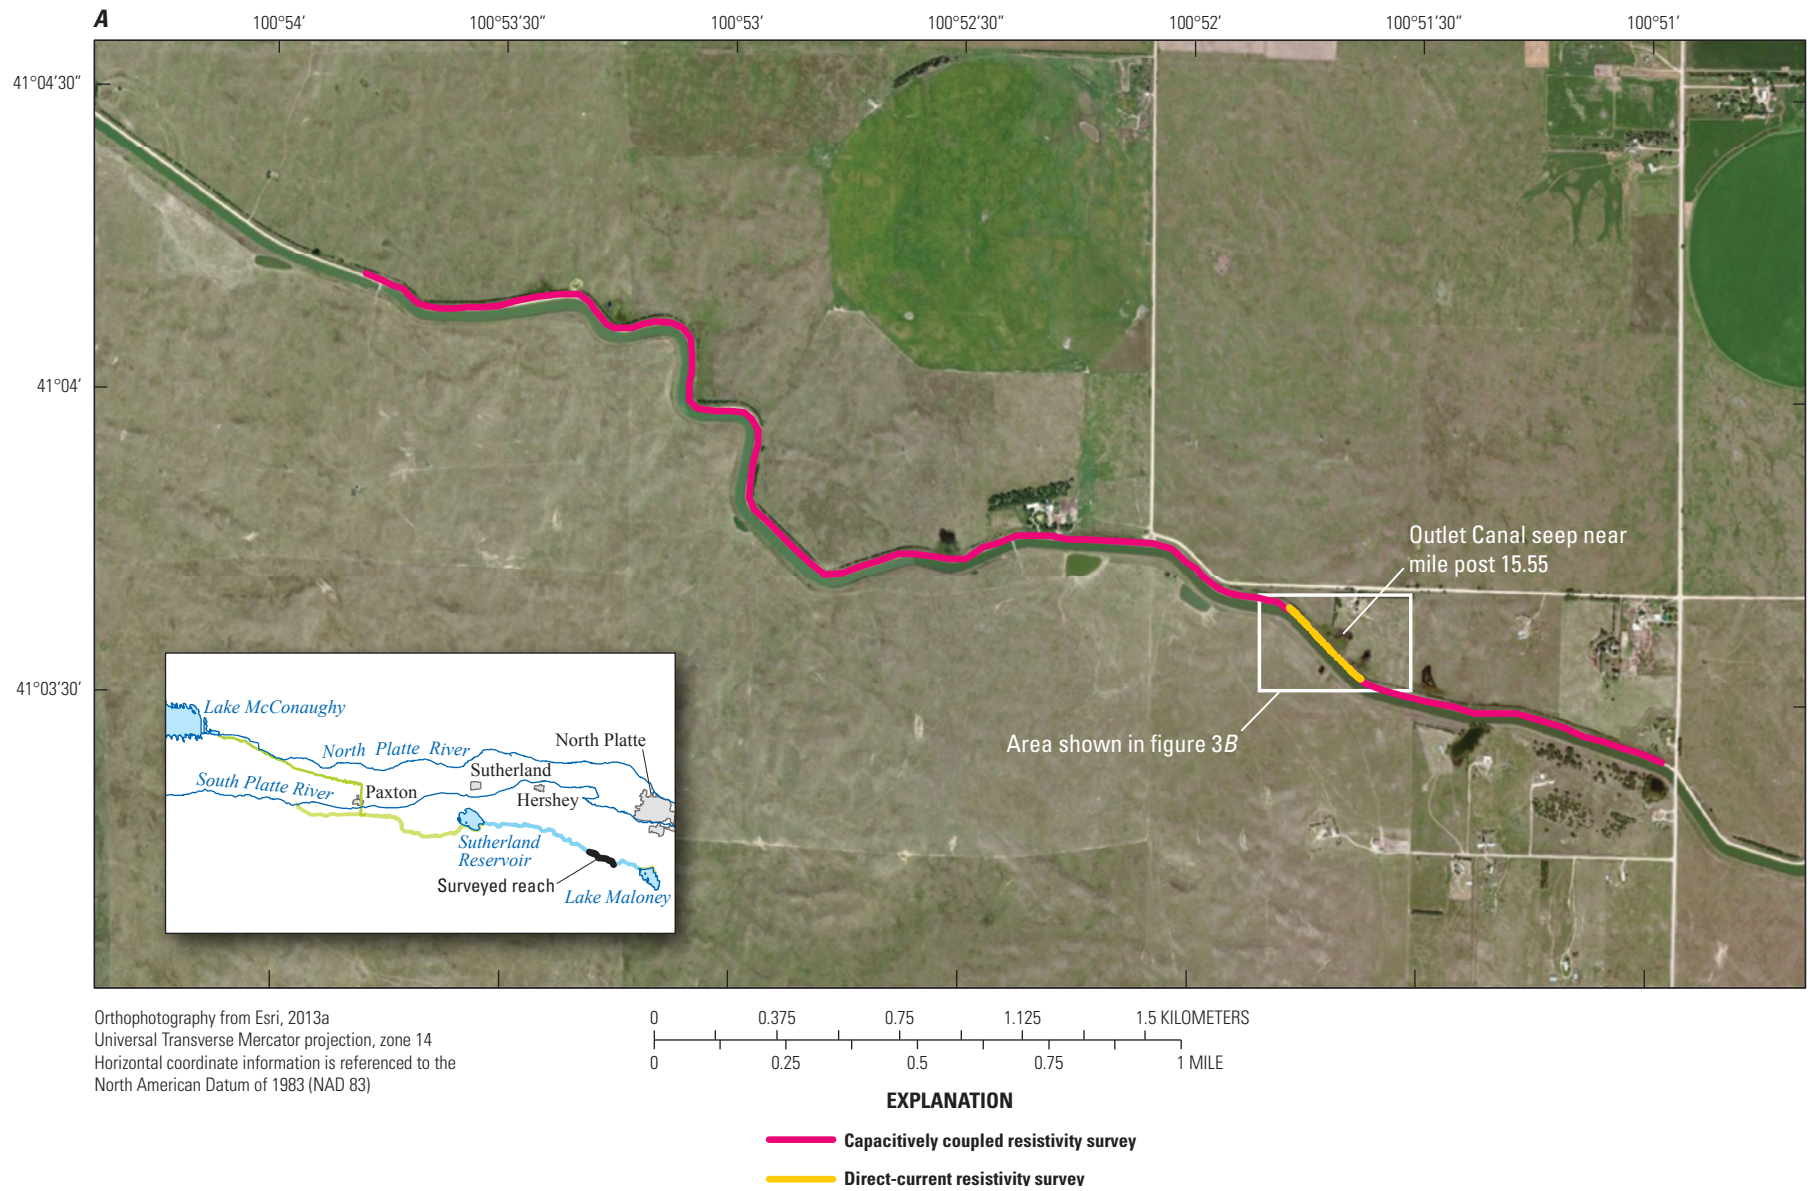 A
100°54’
100°53’30”
100°53’
100°52’30”
100°52’
100°51’30”
100°51’
41°04’30”
41°04’
41°03’30’
Outlet Canal seep near
mile post 15.55
Area shown in figure 3B
Lake McConaughy
North Platte River
North Platte
South Platte River
Paxton
Sutherland
Hershey
Sutherland
Reservoir
Surveyed reach
Lake Maloney
Orthophotography from Esri, 2013a
Universal Transverse Mercator projection, zone 14
Horizontal coordinate information is referenced to the
North American Datum of 1983 (NAD 83)
0 0.375 0.75 1.125 1.5 KILOMETERS
0 0.25 0.5 0.75 1 MILE
EXPLANATION
Capacitively coupled resistivity survey
Direct-current resistivity survey